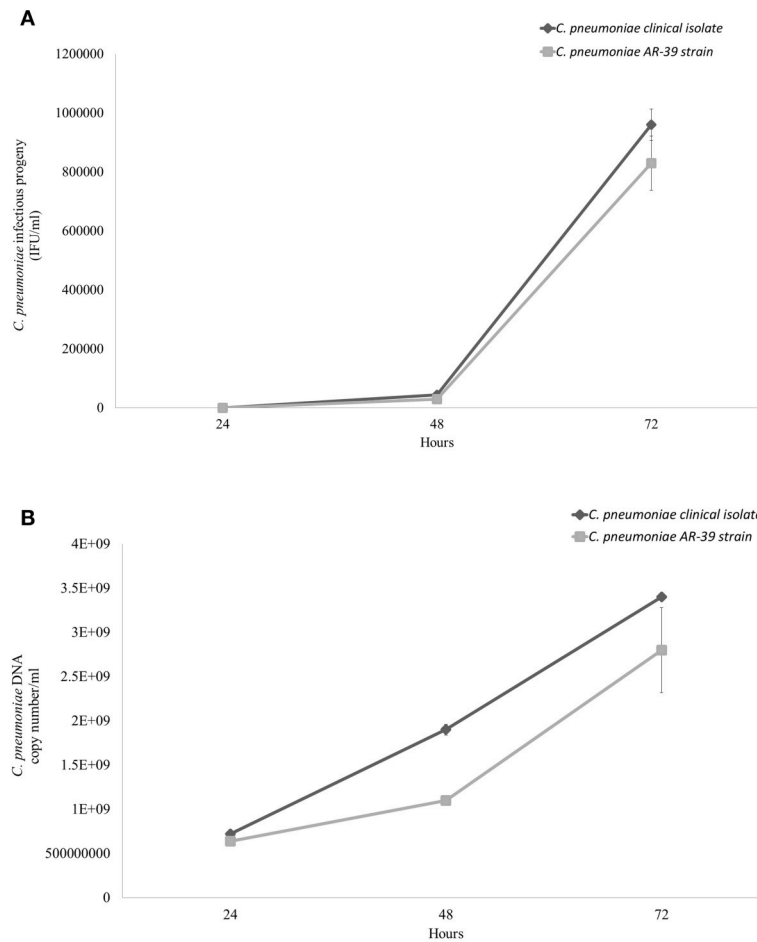 A
C. pneumoniae clinical isolate
C. pneumoniae AR-39 strain
1200000
1000000
800000
600000
400000
200000
0
C. pneumoniae infectious progeny
(IFU/ml)
24
48
72
Hours
B
C. pneumoniae clinical isolate
C. pneumoniae AR-39 strain
4E+09
3.5E+09
3E+09
2.5E+09
2E+09
1.5E+09
1E+09
500000000
0
C. pneumoniae DNA
copy number/ml
24
48
72
Hours